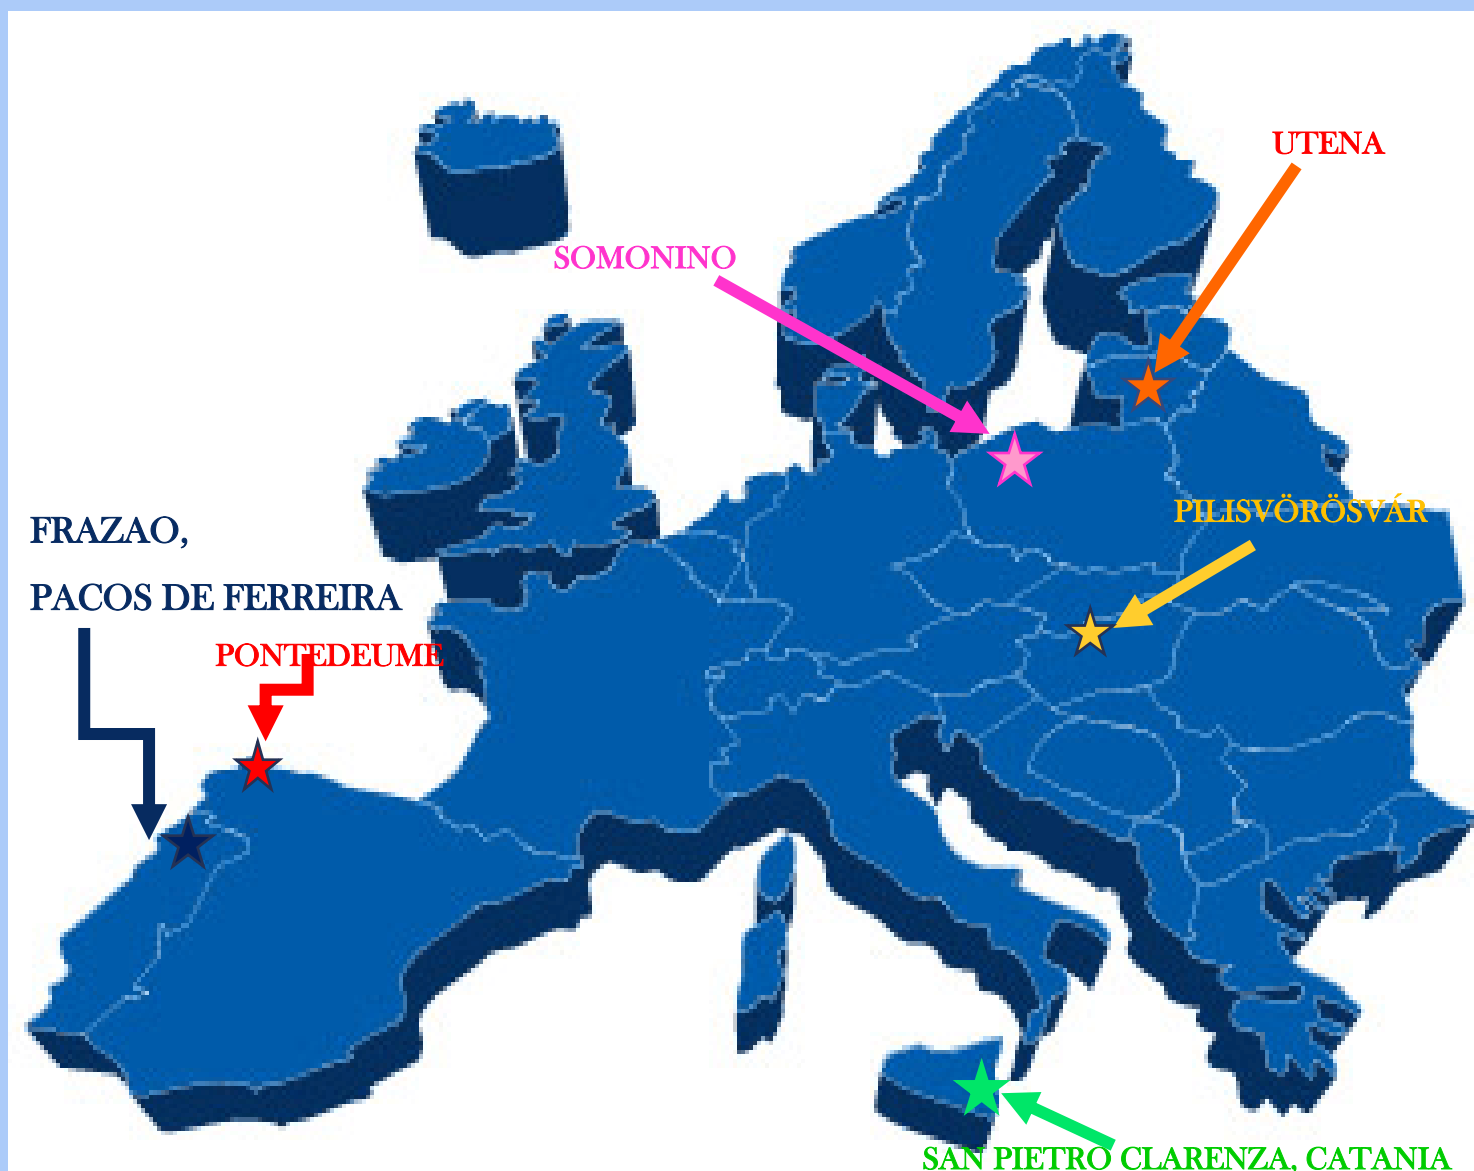 UTENA
SOMONINO
PILISVÖRÖSVÁR
FRAZAO,
PACOS DE FERREIRA
PONTEDEUME
SAN PIETRO CLARENZA, CATANIA